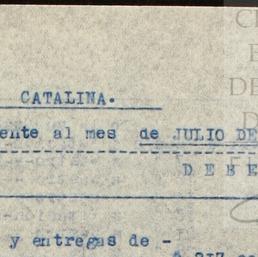 CATALINA.
ente al mes de JULIO DE
D E B E
y entregas de -